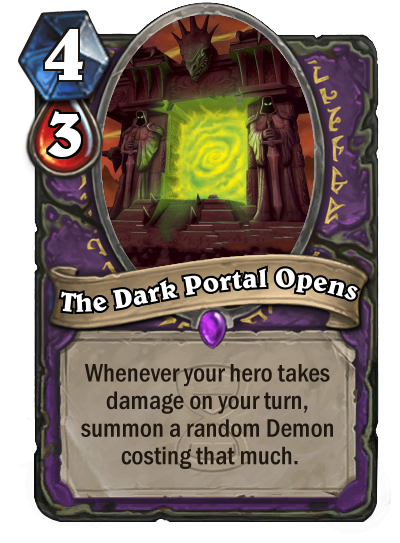 4
3
The Dark Portal Opens
Whenever your hero takes
damage on your turn,
summon a random Demon
costing that much.